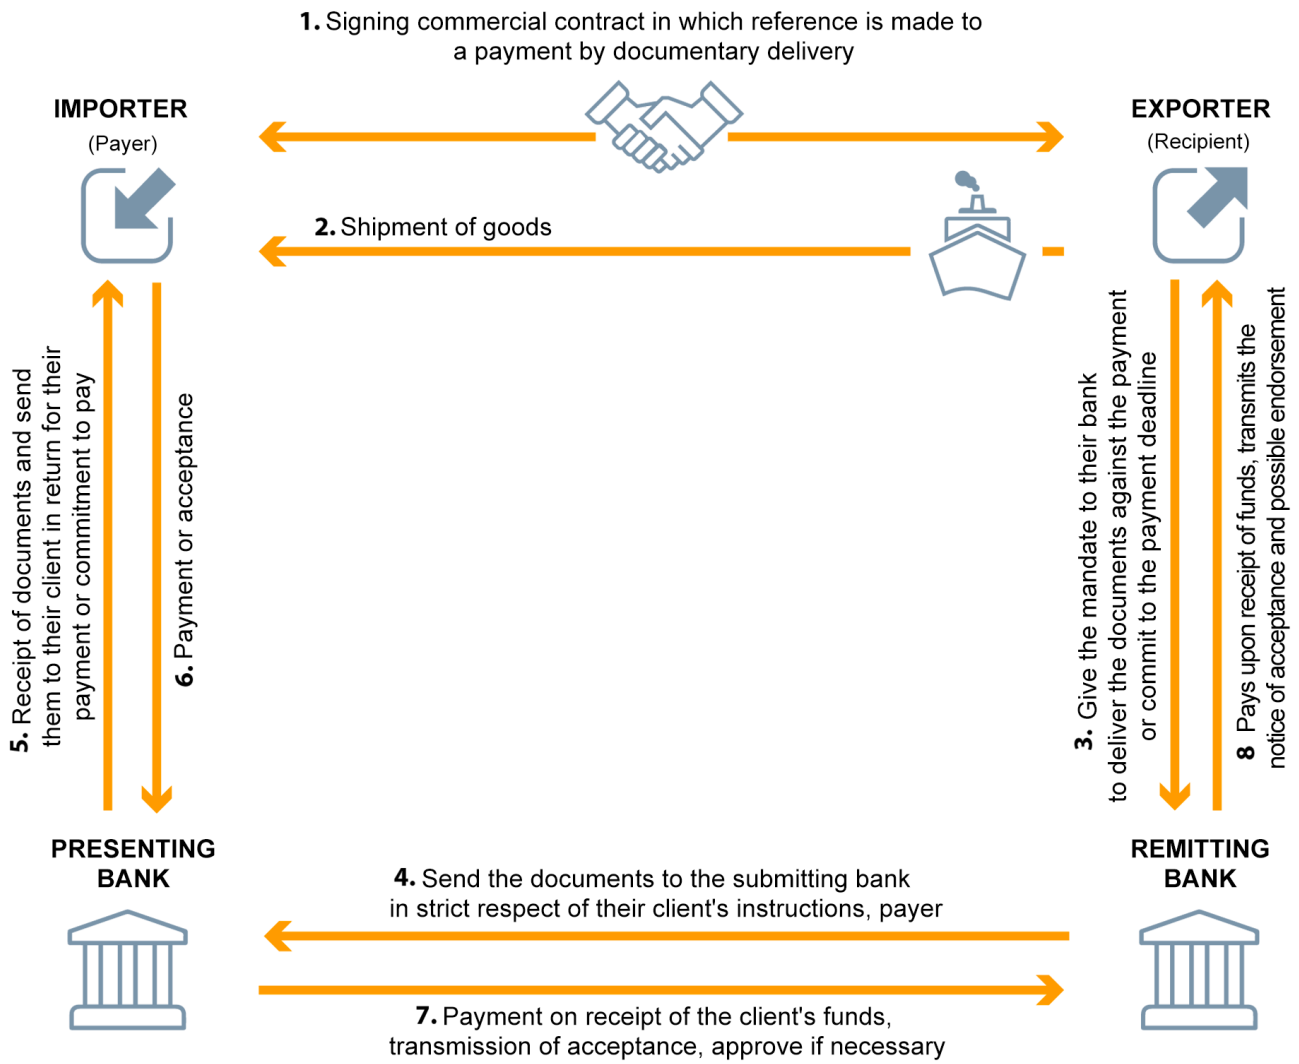 1. Signing commercial contract in which reference is made to
a payment by documentary delivery
IMPORTER
(Payer)
EXPORTER
(Recipient)
2. Shipment of goods
5. Receipt of documents and send
them to their client in return for their
payment or commitment to pay
6. Payment or acceptance
3. Give the mandate to their bank
to deliver the documents against the payment
or commit to the payment deadline
8 Pays upon receipt of funds, transmits the
notice of acceptance and possible endorsement
PRESENTING
BANK
REMITTING
BANK
4. Send the documents to the submitting bank
in strict respect of their client's instructions, payer
7. Payment on receipt of the client's funds,
transmission of acceptance, approve if necessary